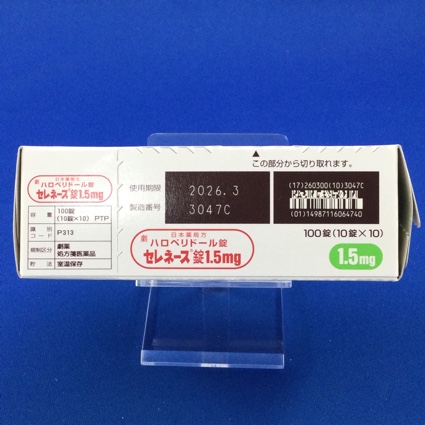 劇
日本薬局方
ハロペリドール錠
セレネース®錠1.5mg
容量 100錠
(10錠×10) PTP
識別コード P313
規制区分 劇薬
処方箋医薬品
貯法 室温保存
▲
この部分から切り取れます。
使用期限 2026.3
製造番号 3047C
(17)260300(10)3047C
(01)14987116064740
日本薬局方
劇 ハロペリドール錠
セレネース®錠1.5mg
100錠(10錠×10)
1.5mg